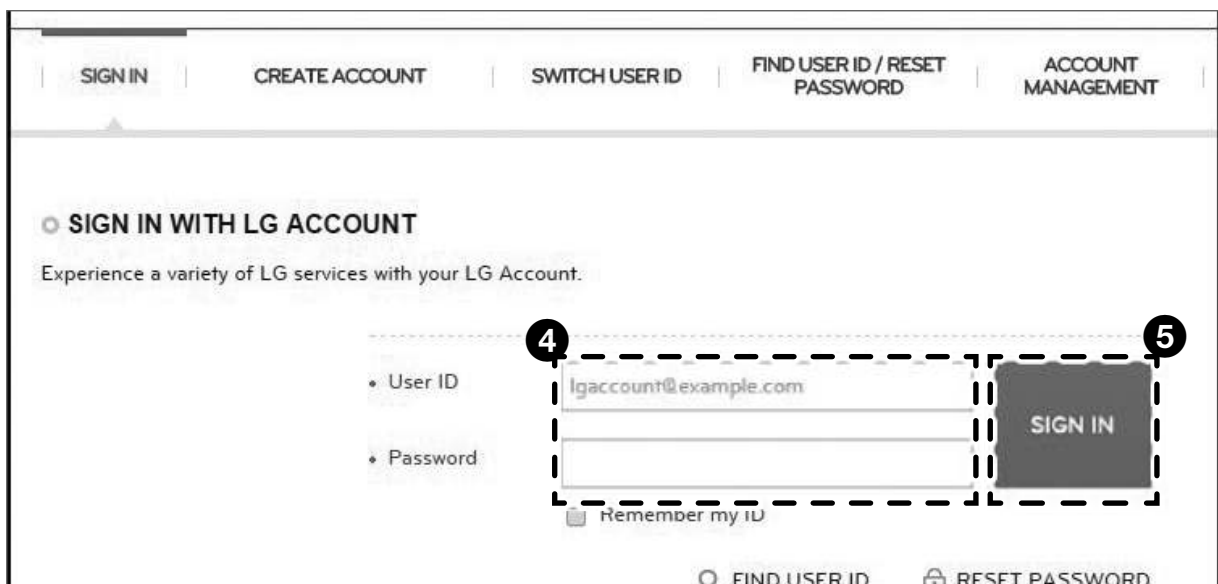 SIGN IN
CREATE ACCOUNT
SWITCH USER ID
FIND USER ID / RESET
PASSWORD
ACCOUNT
MANAGEMENT
SIGN IN WITH LG ACCOUNT
Experience a variety of LG services with your LG Account.
4
5
• User ID
lgaccount@example.com
SIGN IN
• Password
Remember my ID
FIND USER ID
RESET PASSWORD